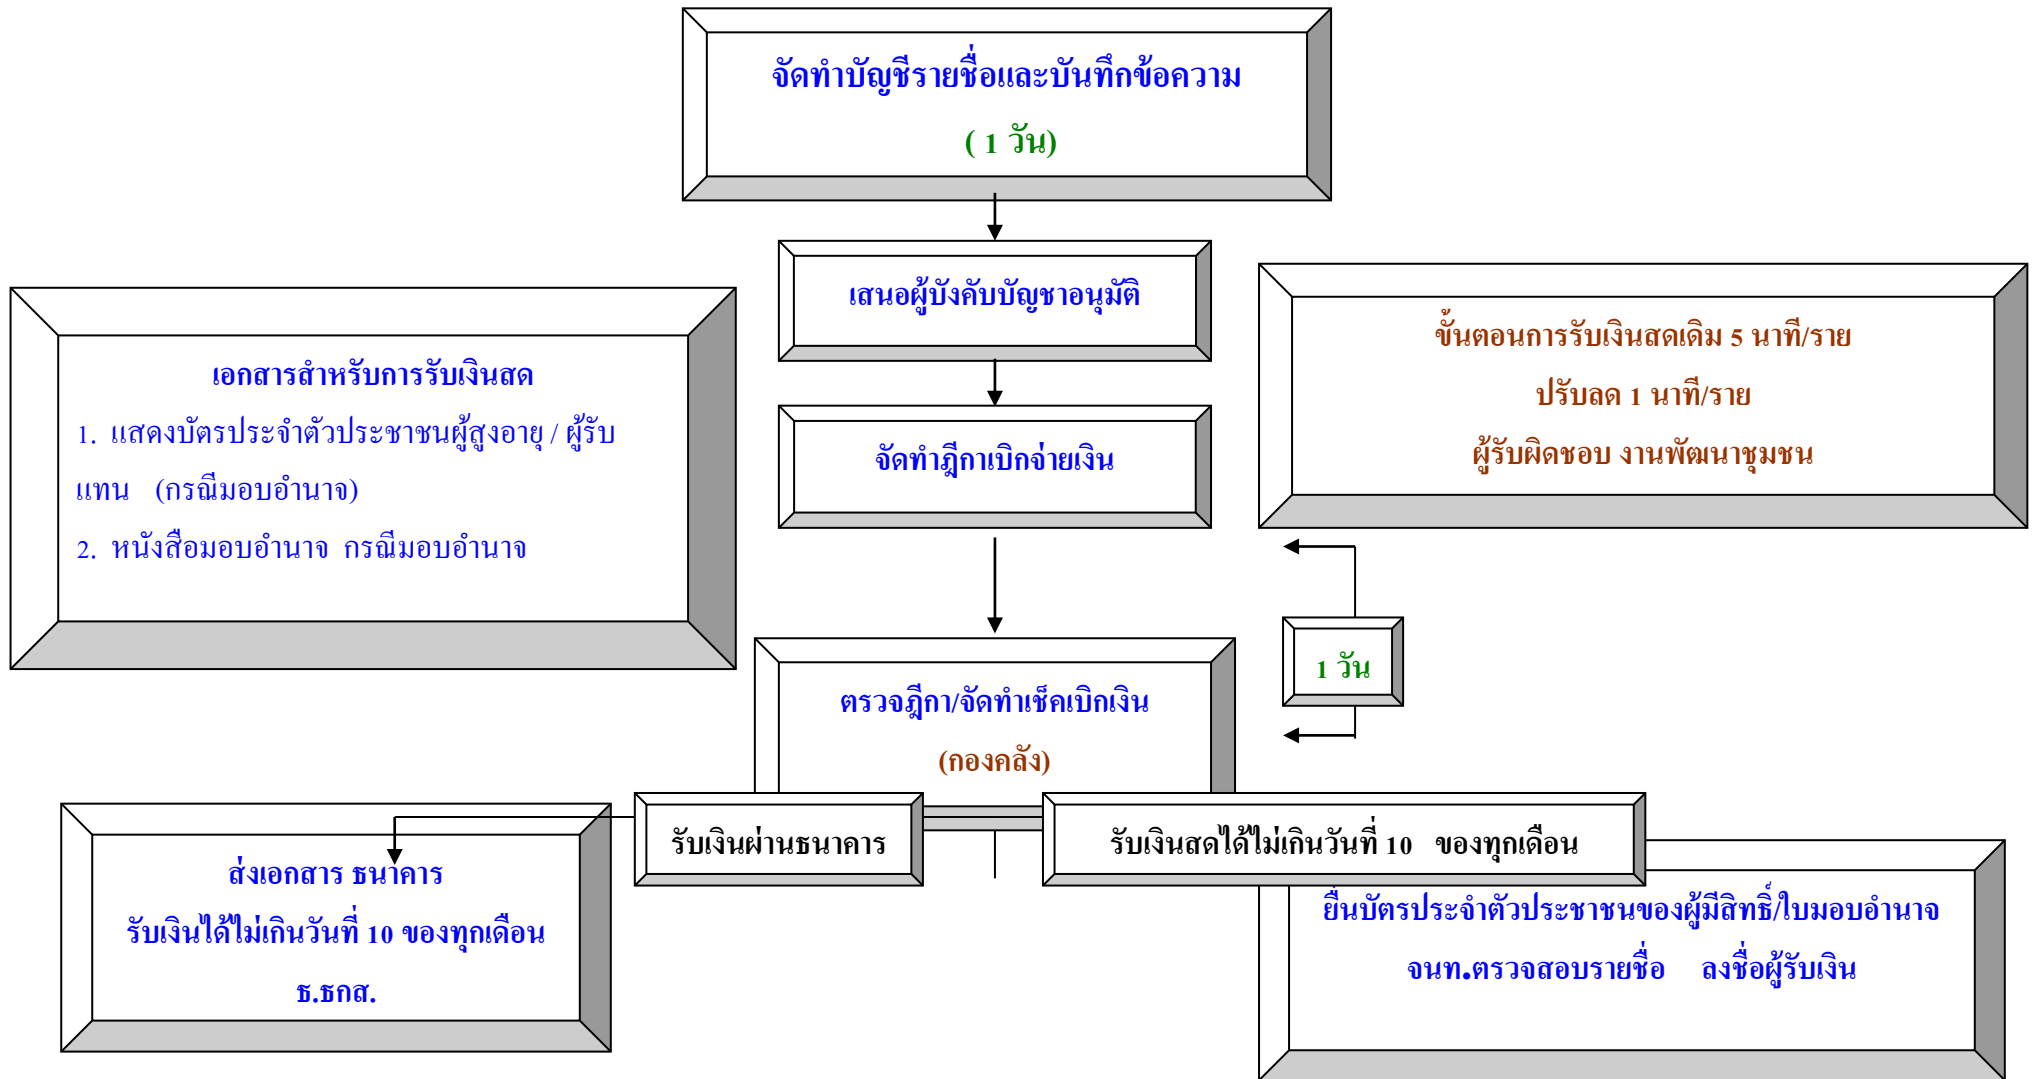 จัดทำบัญชีรายชื่อและบันทึกข้อความ
( 1 วัน)
เสนอผู้บังคับบัญชาอนุมัติ
ขั้นตอนการรับเงินสดเดิม 5 นาที/ราย
ปรับลด 1 นาที/ราย
ผู้รับผิดชอบ งานพัฒนาชุมชน
เอกสารสำหรับการรับเงินสด
1. แสดงบัตรประจำตัวประชาชนผู้สูงอายุ / ผู้รับ
แทน (กรณีมอบอำนาจ)
2. หนังสือมอบอำนาจ กรณีมอบอำนาจ
จัดทำฎีกาเบิกจ่ายเงิน
1 วัน
ตรวจฎีกา/จัดทำเช็คเบิกเงิน
(กองคลัง)
รับเงินผ่านธนาคาร
รับเงินสดได้ไม่เกินวันที่ 10 ของทุกเดือน
ส่งเอกสาร ธนาคาร
รับเงินได้ไม่เกินวันที่ 10 ของทุกเดือน
ธ.ธกส.
ยื่นบัตรประจำตัวประชาชนของผู้มีสิทธิ์/ใบมอบอำนาจ
จนท.ตรวจสอบรายชื่อ ลงชื่อผู้รับเงิน